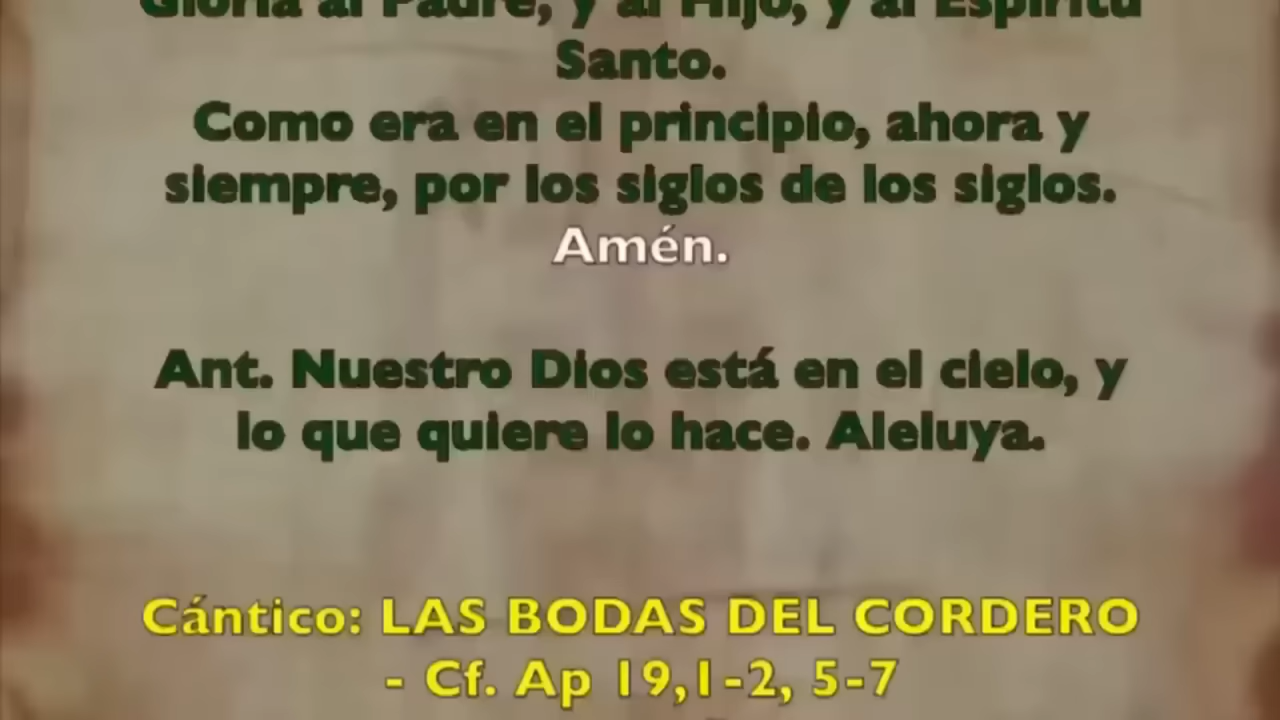 Gloria al Padre, y al Hijo, y al Espíritu
Santo.
Como era en el principio, ahora y
siempre, por los siglos de los siglos.
Amén.
Ant. Nuestro Dios está en el cielo, y
lo que quiere lo hace. Aleluya.
Cántico: LAS BODAS DEL CORDERO
- Cf. Ap 19,1-2, 5-7